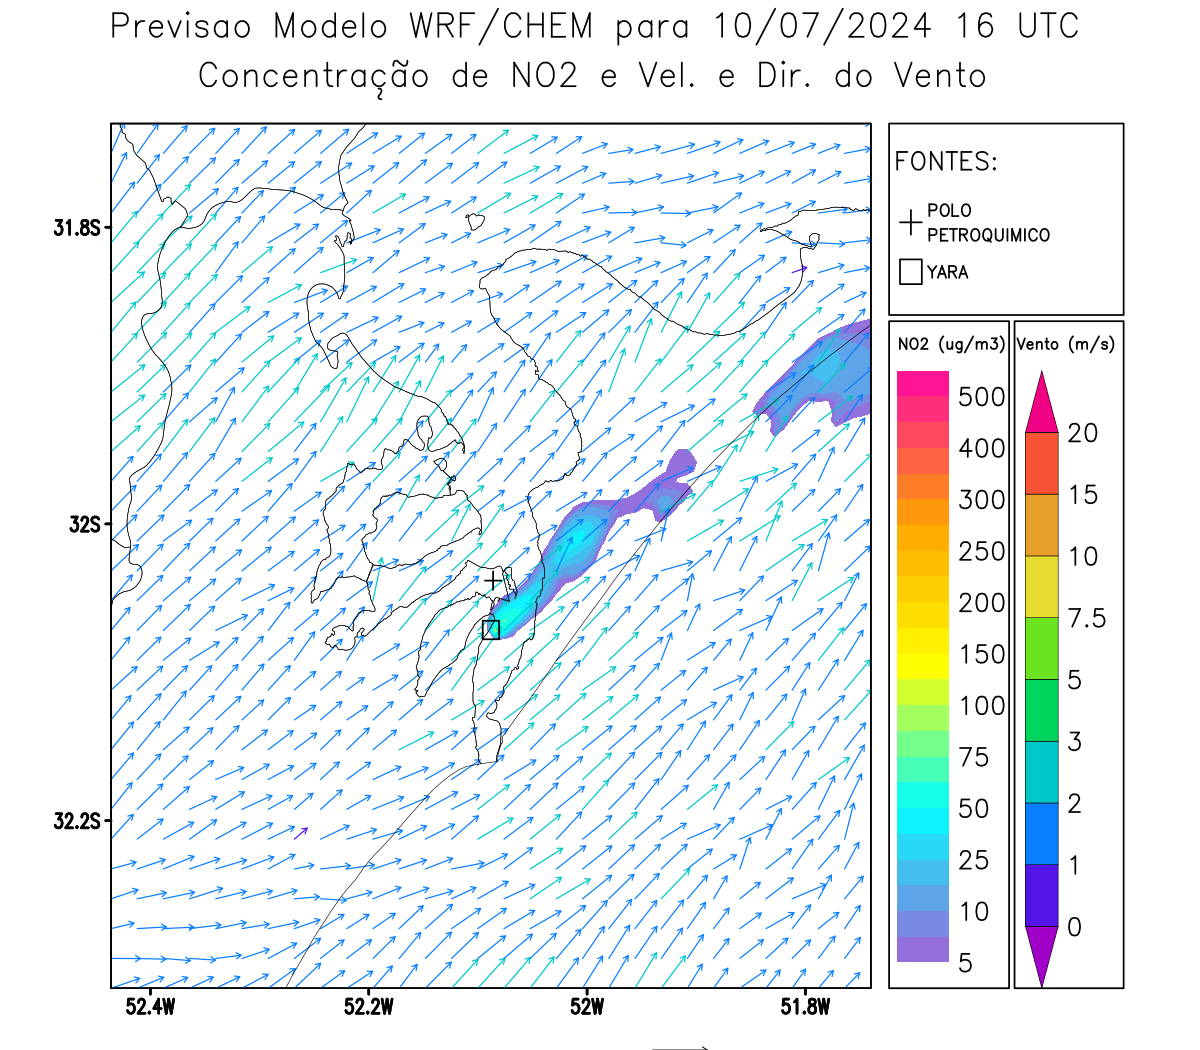 Previsao Modelo WRF/CHEM para 10/07/2024 16 UTC
Concentração de NO2 e Vel. e Dir. do Vento
FONTES:
POLO
PETROQUIMICO
YARA
31.8S
32S
32.2S
52.4W
52.2W
52W
51.8W
NO2 (ug/m3)
500
400
300
250
200
150
100
75
50
25
10
5
Vento (m/s)
20
15
10
7.5
5
3
2
1
0